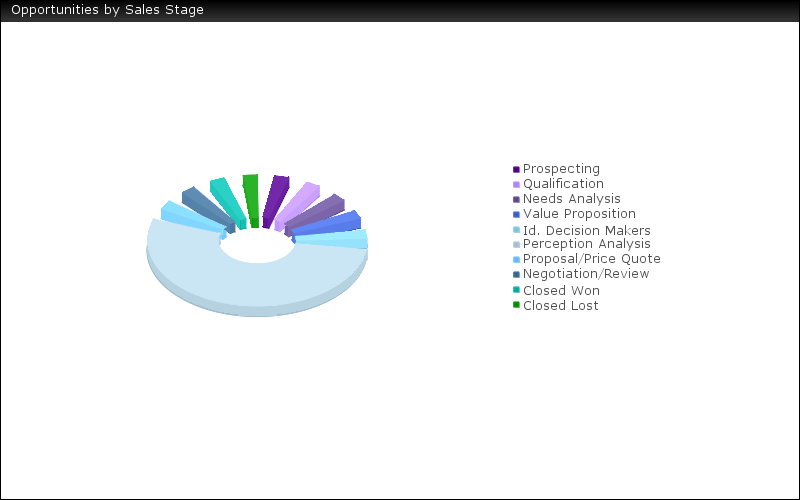 Opportunities by Sales Stage
Prospecting
Qualification
Needs Analysis
Value Proposition
Id. Decision Makers
Perception Analysis
Proposal/Price Quote
Negotiation/Review
Closed Won
Closed Lost